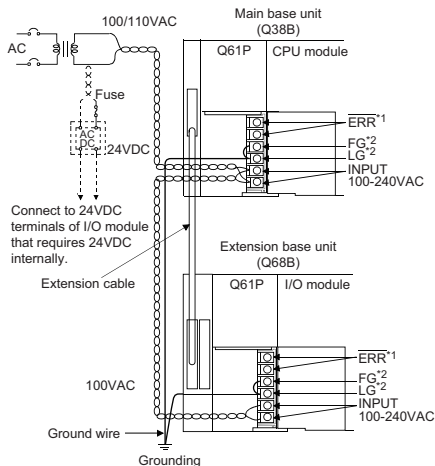 Main base unit
(Q38B)
100/110VAC
AC
Q61P
CPU module
Fuse
AC
DC
24VDC
ERR*1
FG*2
LG*2
INPUT
100-240VAC
Connect to 24VDC
terminals of I/O module
that requires 24VDC
internally.
Extension cable
Extension base unit
(Q68B)
Q61P
I/O module
100VAC
ERR*1
FG*2
LG*2
INPUT
100-240VAC
Ground wire
Grounding